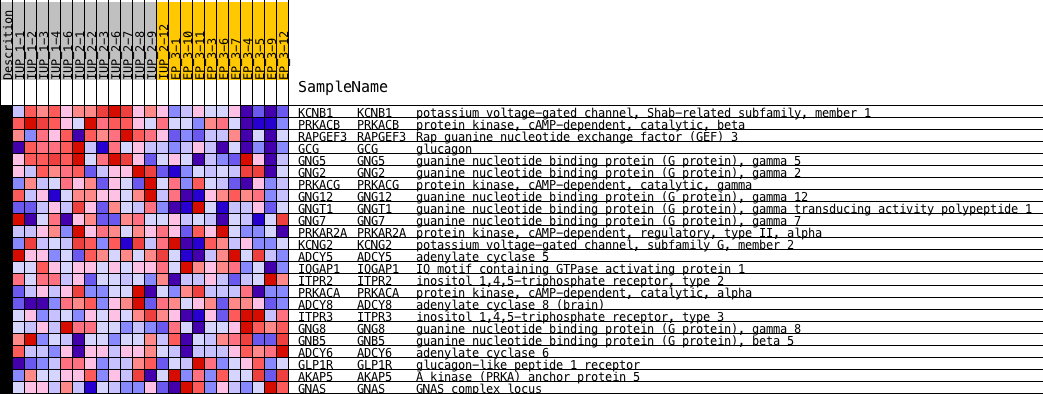 Descrition
IUP_1-1
IUP_1-2
IUP_1-3
IUP_1-4
IUP_1-6
IUP_2-1
IUP_2-2
IUP_2-3
IUP_2-6
IUP_2-7
IUP_2-8
IUP_2-9
IUP_2-12
EP_3-1
EP_3-10
EP_3-11
EP_3-3
EP_3-6
EP_3-7
EP_3-4
EP_3-5
EP_3-9
EP_3-12
SampleName
KCNB1 KCNB1 potassium voltage-gated channel, Shab-related subfamily, member 1
PRKACB PRKACB protein kinase, cAMP-dependent, catalytic, beta
RAPGEF3 RAPGEF3 Rap guanine nucleotide exchange factor (GEF) 3
GCG GCG glucagon
GNG5 GNG5 guanine nucleotide binding protein (G protein), gamma 5
GNG2 GNG2 guanine nucleotide binding protein (G protein), gamma 2
PRKACG PRKACG protein kinase, cAMP-dependent, catalytic, gamma
GNG12 GNG12 guanine nucleotide binding protein (G protein), gamma 12
GNGT1 GNGT1 guanine nucleotide binding protein (G protein), gamma transducing activity polypeptide 1
GNG7 GNG7 guanine nucleotide binding protein (G protein), gamma 7
PRKAR2A PRKAR2A protein kinase, cAMP-dependent, regulatory, type II, alpha
KCNG2 KCNG2 potassium voltage-gated channel, subfamily G, member 2
ADCY5 ADCY5 adenylate cyclase 5
IQGAP1 IQGAP1 IQ motif containing GTPase activating protein 1
ITPR2 ITPR2 inositol 1,4,5-triphosphate receptor, type 2
PRKACA PRKACA protein kinase, cAMP-dependent, catalytic, alpha
ADCY8 ADCY8 adenylate cyclase 8 (brain)
ITPR3 ITPR3 inositol 1,4,5-triphosphate receptor, type 3
GNG8 GNG8 guanine nucleotide binding protein (G protein), gamma 8
GNB5 GNB5 guanine nucleotide binding protein (G protein), beta 5
ADCY6 ADCY6 adenylate cyclase 6
GLP1R GLP1R glucagon-like peptide 1 receptor
AKAP5 AKAP5 A kinase (PRKA) anchor protein 5
GNAS GNAS GNAS complex locus